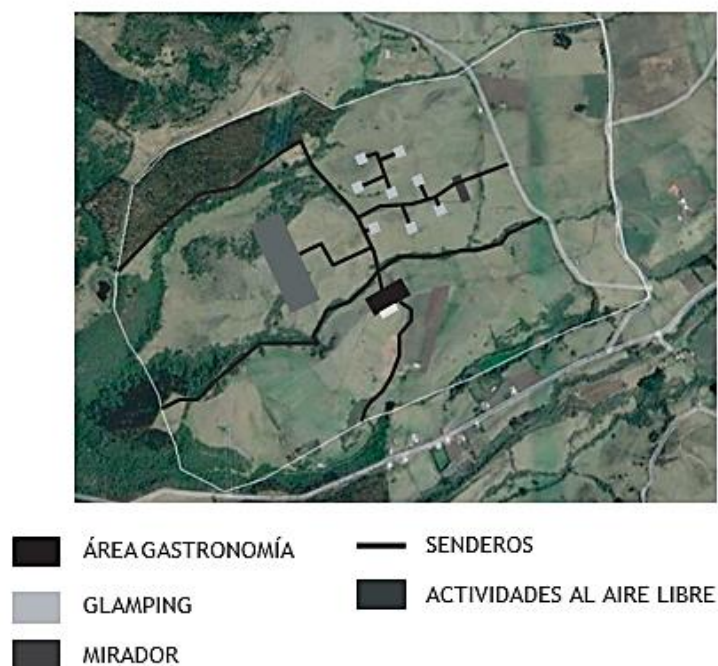 ÁREA GASTRONOMÍA
GLAMPING
MIRADOR
SENDEROS
ACTIVIDADES AL AIRE LIBRE